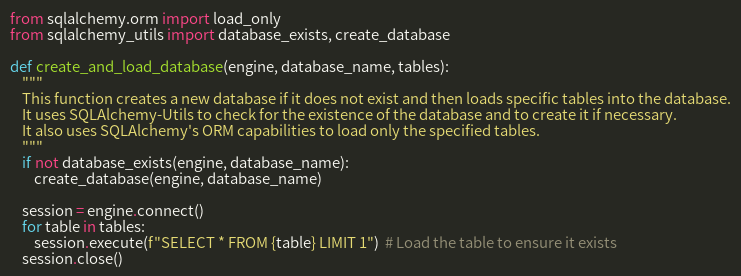 from sqlalchemy.orm import load_only
from sqlalchemy_utils import database_exists, create_database

def create_and_load_database(engine, database_name, tables):
    """
    This function creates a new database if it does not exist and then loads specific tables into the database.
    It uses SQLAlchemy-Utils to check for the existence of the database and to create it if necessary.
    It also uses SQLAlchemy's ORM capabilities to load only the specified tables.
    """
    if not database_exists(engine, database_name):
        create_database(engine, database_name)

    session = engine.connect()
    for table in tables:
        session.execute(f"SELECT * FROM {table} LIMIT 1")  # Load the table to ensure it exists
    session.close()